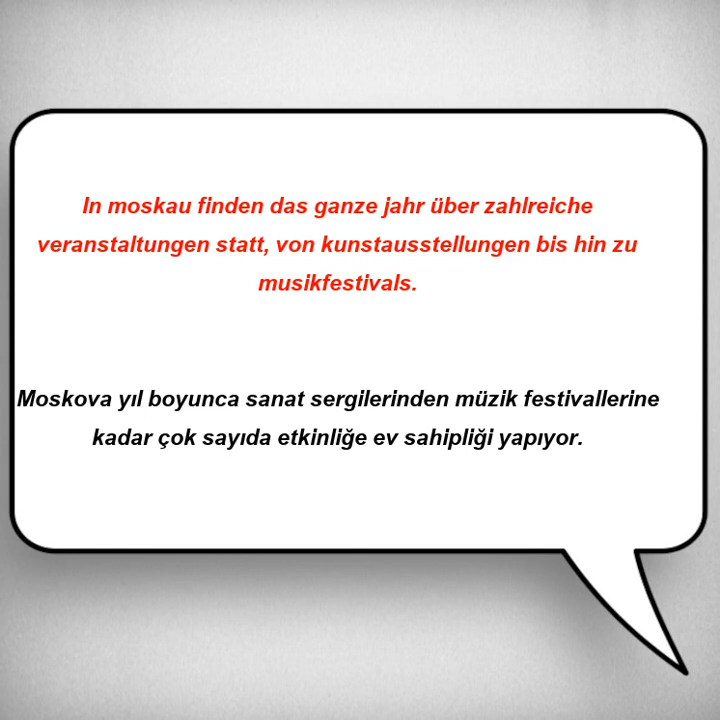 In moskau finden das ganze jahr über zahlreiche
veranstaltungen statt, von kunstausstellungen bis hin zu
musikfestivals.
Moskova yıl boyunca sanat sergilerinden müzik festivallerine
kadar çok sayıda etkinliğe ev sahipliği yapıyor.